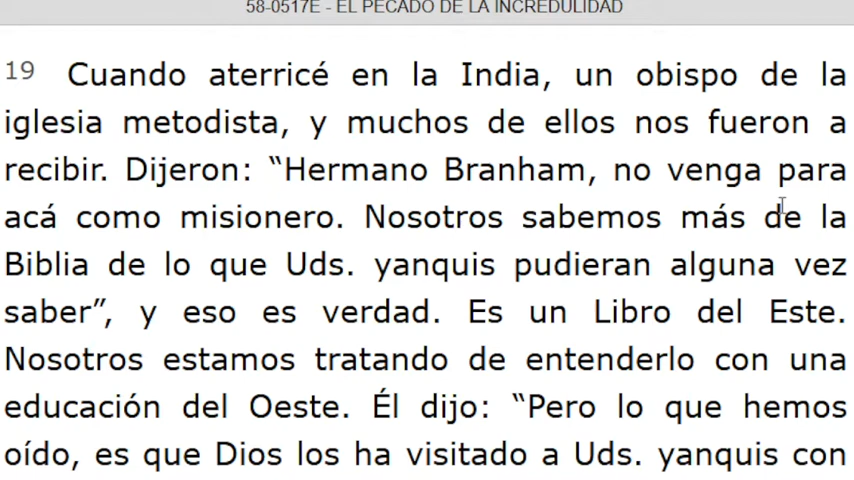 58-0517E - EL PECADO DE LA INCREDULIDAD
19 Cuando aterricé en la India, un obispo de la
iglesia metodista, y muchos de ellos nos fueron a
recibir. Dijeron: “Hermano Branham, no venga para
acá como misionero. Nosotros sabemos más de la
Biblia de lo que Uds. yanquis pudieran alguna vez
saber”, y eso es verdad. Es un Libro del Este.
Nosotros estamos tratando de entenderlo con una
educación del Oeste. Él dijo: “Pero lo que hemos
oído, es que Dios los ha visitado a Uds. yanquis con